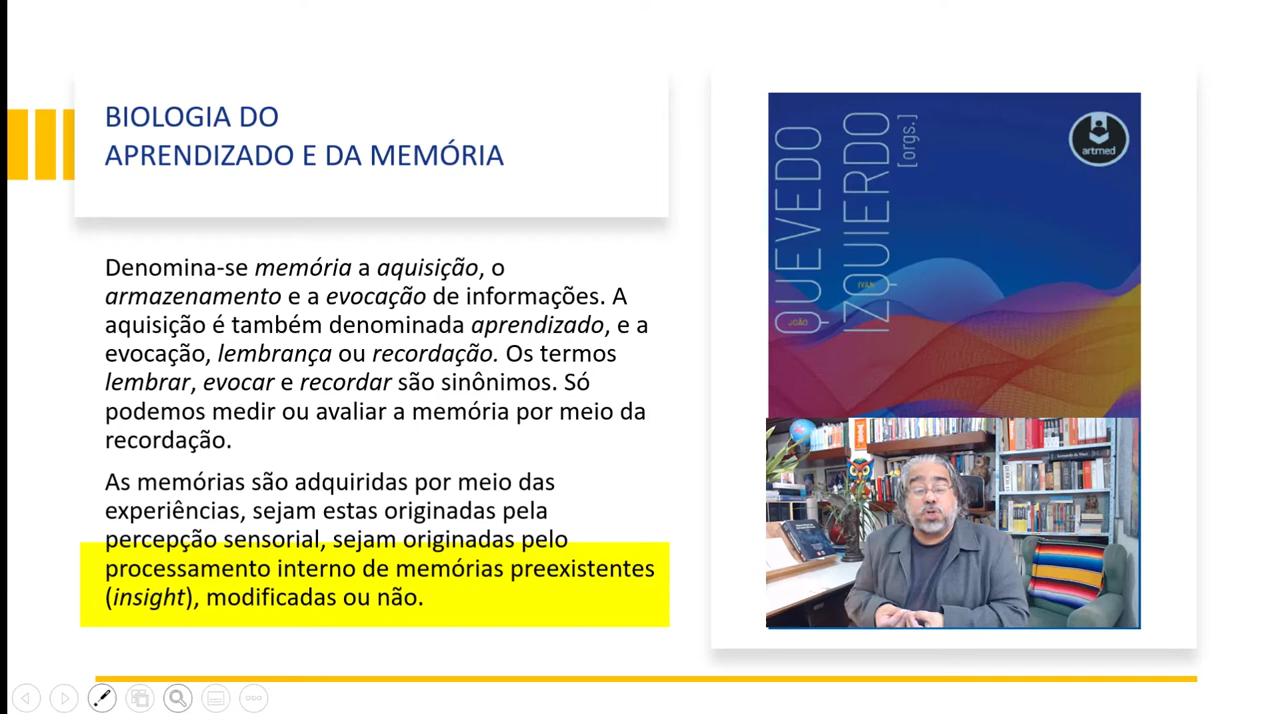 BIOLOGIA DO
APRENDIZADO E DA MEMÓRIA
Denomina-se memória a aquisição, o
armazenamento e a evocação de informações. A
aquisição é também denominada aprendizado, e a
evocação, lembrança ou recordação. Os termos
lembrar, evocar e recordar são sinônimos. Só
podemos medir ou avaliar a memória por meio da
recordação.
As memórias são adquiridas por meio das
experiências, sejam estas originadas pela
percepção sensorial, sejam originadas pelo
processamento interno de memórias preexistentes
(insight), modificadas ou não.
JOÃO
QUEVEDO
IVAN
IZQUIERDO
[orgs.]
artmed